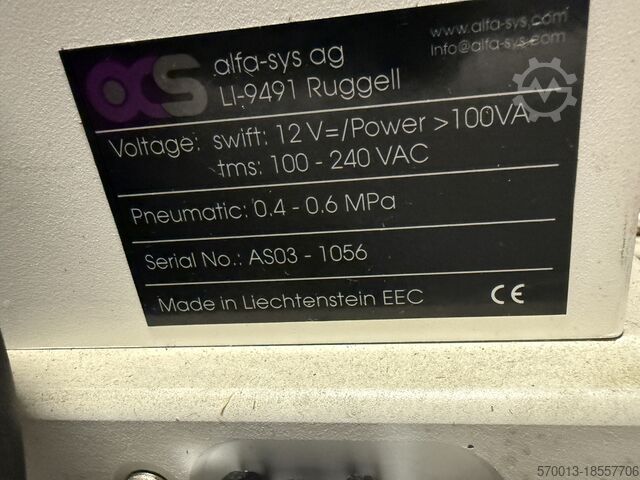 acs
alfa-sys ag
LI-9491 Ruggell
www.alfa-sys.com
Info@alfa-sys.com
Voltage: swift: 12 V=/Power >100VA
tms: 100 - 240 VAC
Pneumatic: 0.4 - 0.6 MPa
Serial No.: AS03 - 1056
Made in Liechtenstein EEC
CE
570013-18557706